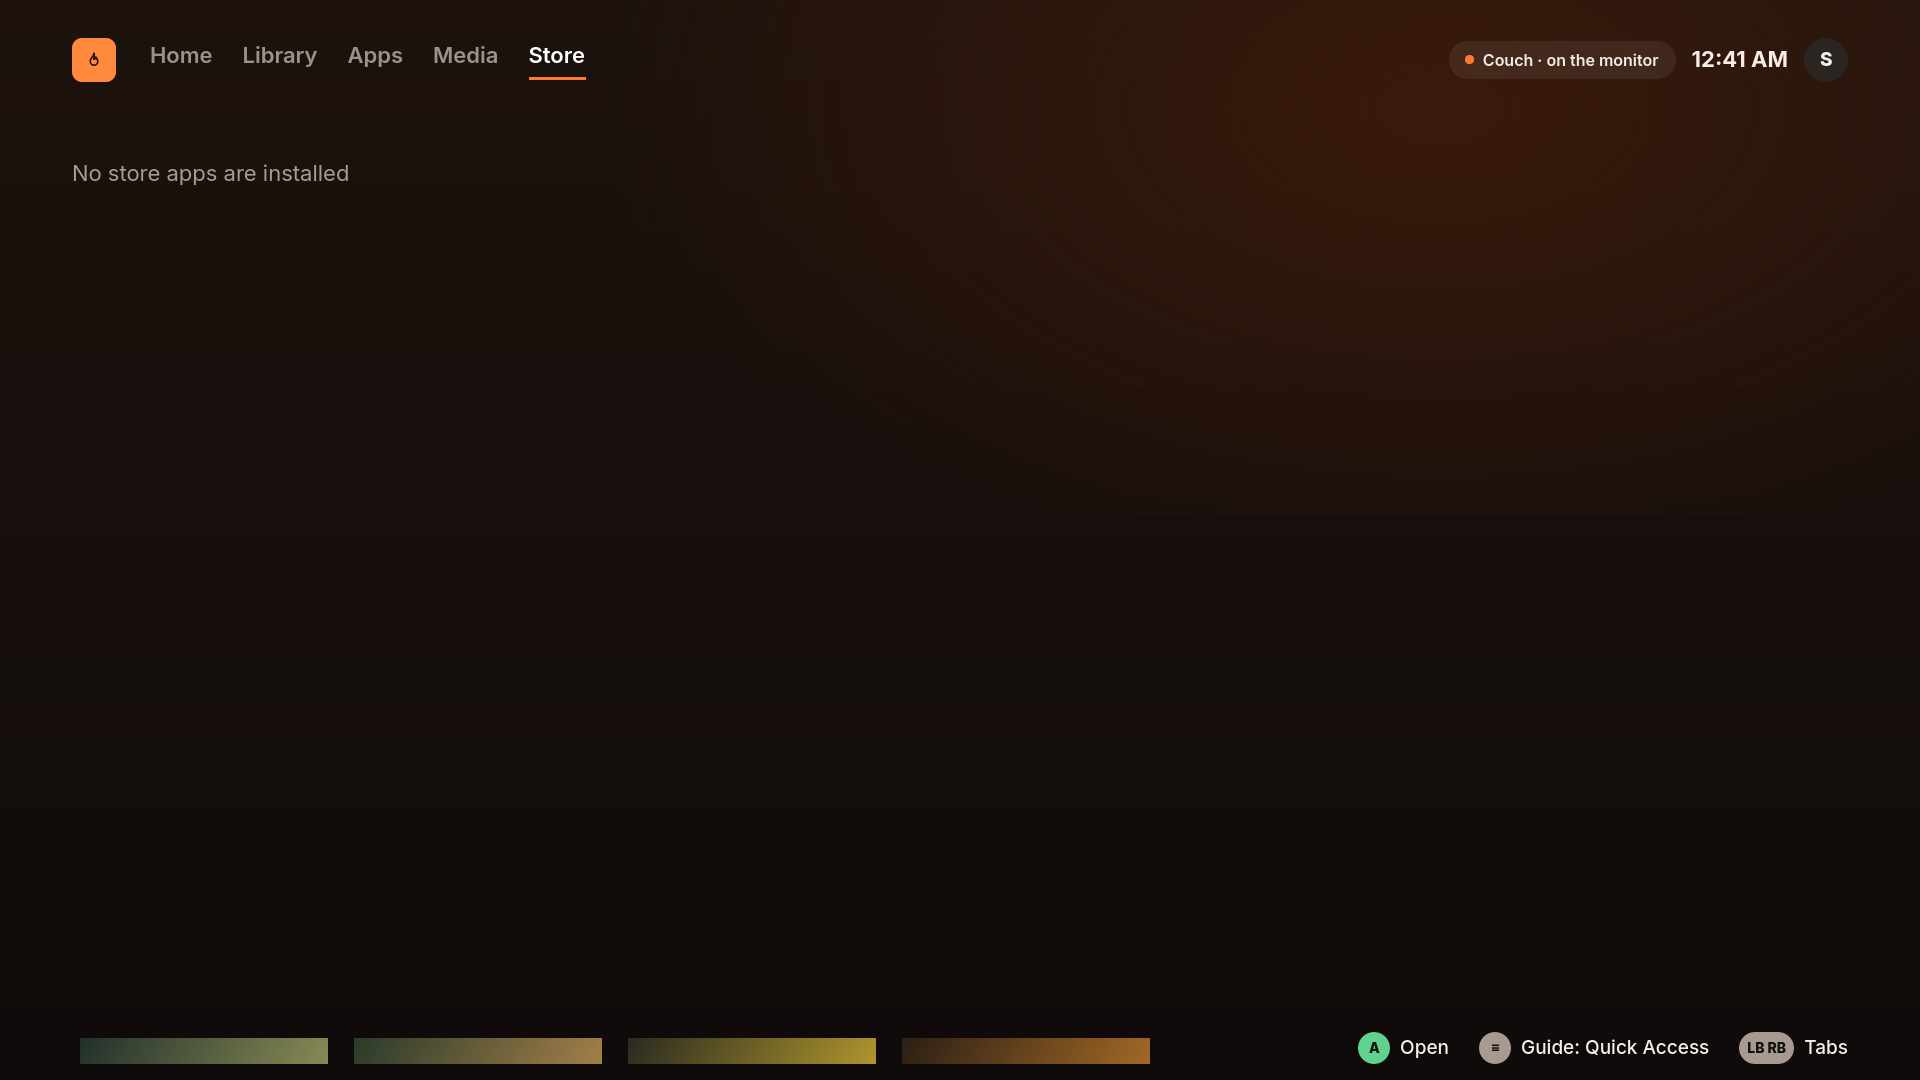 Home Library Apps Media Store
Couch · on the monitor 12:41 AM S
No store apps are installed
A Open ≡ Guide: Quick Access LB RB Tabs